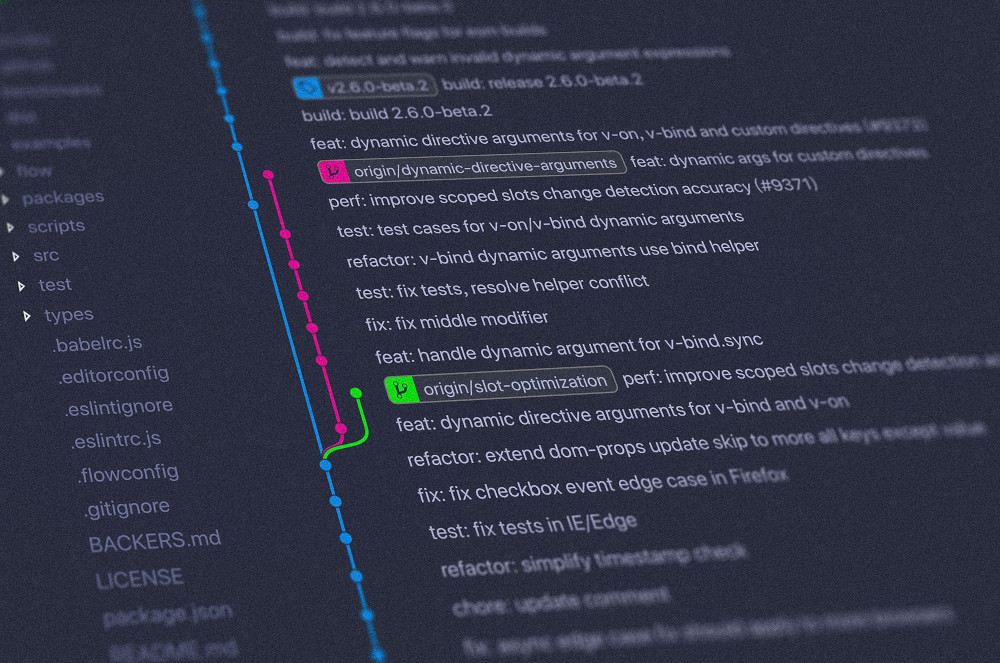 build: build 2.6.0-beta.2
build: fix feature flags for esm builds
feat: detect and warn invalid dynamic argument expressions
v2.6.0-beta.2 build: release 2.6.0-beta.2
build: build 2.6.0-beta.2
feat: dynamic directive arguments for v-on, v-bind and custom directives (#9373)
origin/dynamic-directive-arguments feat: dynamic args for custom directives
perf: improve scoped slots change detection accuracy (#9371)
test: test cases for v-on/v-bind dynamic arguments
refactor: v-bind dynamic arguments use bind helper
test: fix tests, resolve helper conflict
fix: fix middle modifier
feat: handle dynamic argument for v-bind.sync
origin/slot-optimization perf: improve scoped slots change detection
feat: dynamic directive arguments for v-bind and v-on
refactor: extend dom-props update skip to more all keys except value
fix: fix checkbox event edge case in Firefox
test: fix tests in IE/Edge
refactor: simplify timestamp check
chore: update comment
fix: async edge case fix should apply to more browsers
benchmarks
dist
examples
flow
packages
scripts
src
test
types
.babelrc.js
.editorconfig
.eslintignore
.eslintrc.js
.flowconfig
.gitignore
BACKERS.md
LICENSE
package.json
README.md